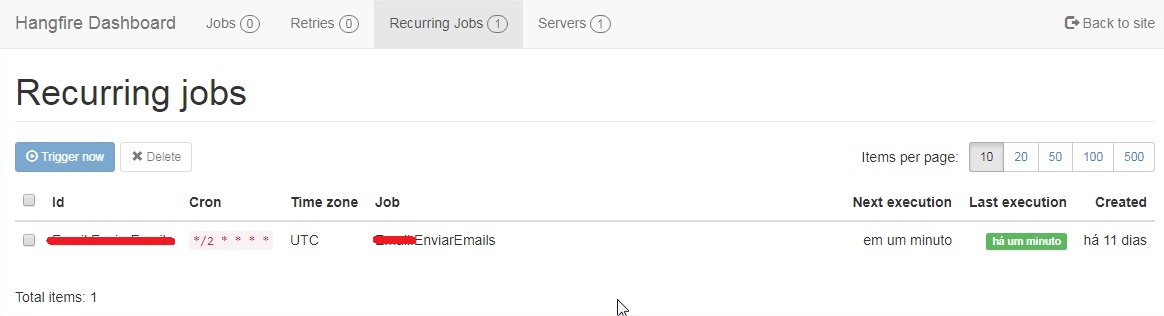 Hangfire Dashboard Jobs 0 Retries 0 Recurring Jobs 1 Servers 1 Back to site
Recurring jobs
Trigger now Delete Items per page: 10 20 50 100 500
Id Cron Time zone Job Next execution Last execution Created
*/2 * * * * UTC EnviarEmails em um minuto há um minuto há 11 dias
Total items: 1